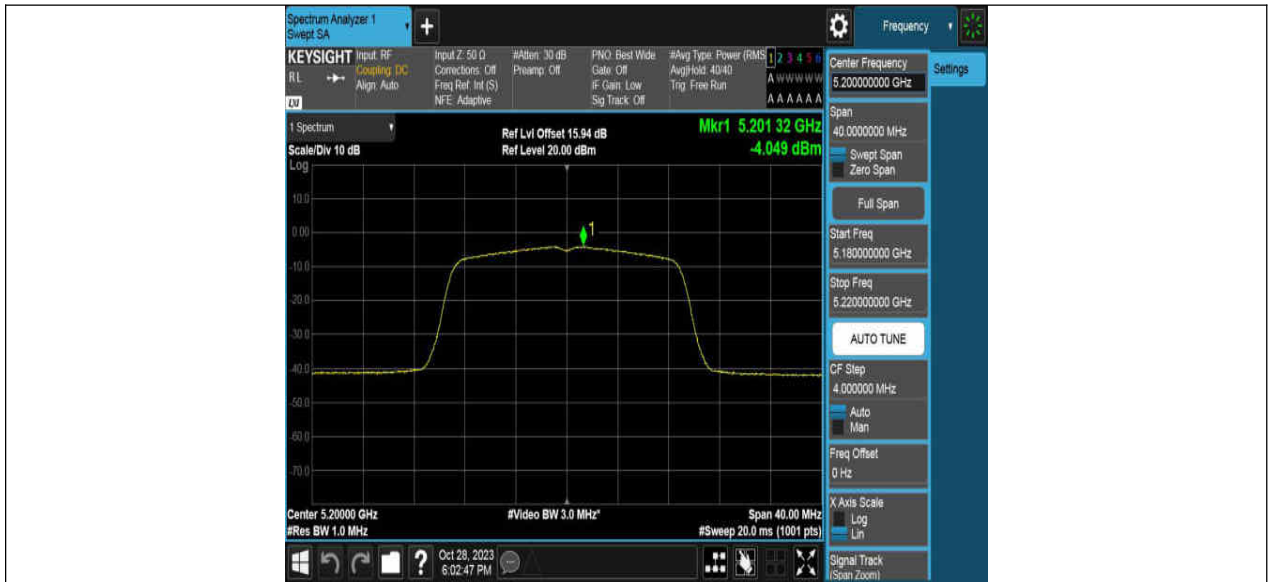 Spectrum Analyzer 1
Swept SA
+
Frequency
KEYSIGHT
RL
Input: RF
Coupling: DC
Align: Auto
Input Z: 50 Ω
Corrections: Off
Freq Ref: Int (S)
NFE: Adaptive
#Atten: 30 dB
Preamp: Off
PNO: Best Wide
Gate: Off
IF Gain: Low
Sig Track: Off
#Avg Type: Power (RMS
Avg|Hold: 40/40
Trig: Free Run
1 2 3 4 5 6
A W W W W W
A A A A A A
1 Spectrum
Scale/Div 10 dB
Ref Lvl Offset 15.94 dB
Ref Level 20.00 dBm
Mkr1 5.201 32 GHz
-4.049 dBm
Log
10.0
0.00
-10.0
-20.0
-30.0
-40.0
-50.0
-60.0
-70.0
1
Center 5.20000 GHz
#Res BW 1.0 MHz
#Video BW 3.0 MHz*
Span 40.00 MHz
#Sweep 20.0 ms (1001 pts)
Oct 28, 2023
6:02:47 PM
Center Frequency
5.200000000 GHz
Settings
Span
40.0000000 MHz
Swept Span
Zero Span
Full Span
Start Freq
5.180000000 GHz
Stop Freq
5.220000000 GHz
AUTO TUNE
CF Step
4.000000 MHz
Auto
Man
Freq Offset
0 Hz
X Axis Scale
Log
Lin
Signal Track
(Span Zoom)